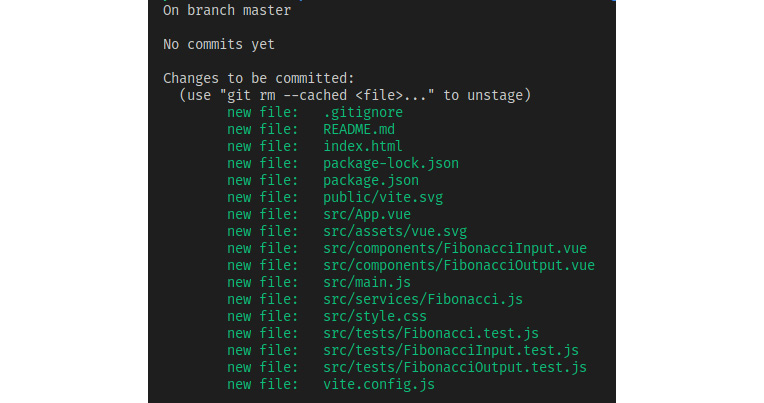 On branch master
No commits yet
Changes to be committed:
(use "git rm --cached <file>..." to unstage)
new file: .gitignore
new file: README.md
new file: index.html
new file: package-lock.json
new file: package.json
new file: public/vite.svg
new file: src/App.vue
new file: src/assets/vue.svg
new file: src/components/FibonacciInput.vue
new file: src/components/FibonacciOutput.vue
new file: src/main.js
new file: src/services/Fibonacci.js
new file: src/style.css
new file: src/tests/Fibonacci.test.js
new file: src/tests/FibonacciInput.test.js
new file: src/tests/FibonacciOutput.test.js
new file: vite.config.js